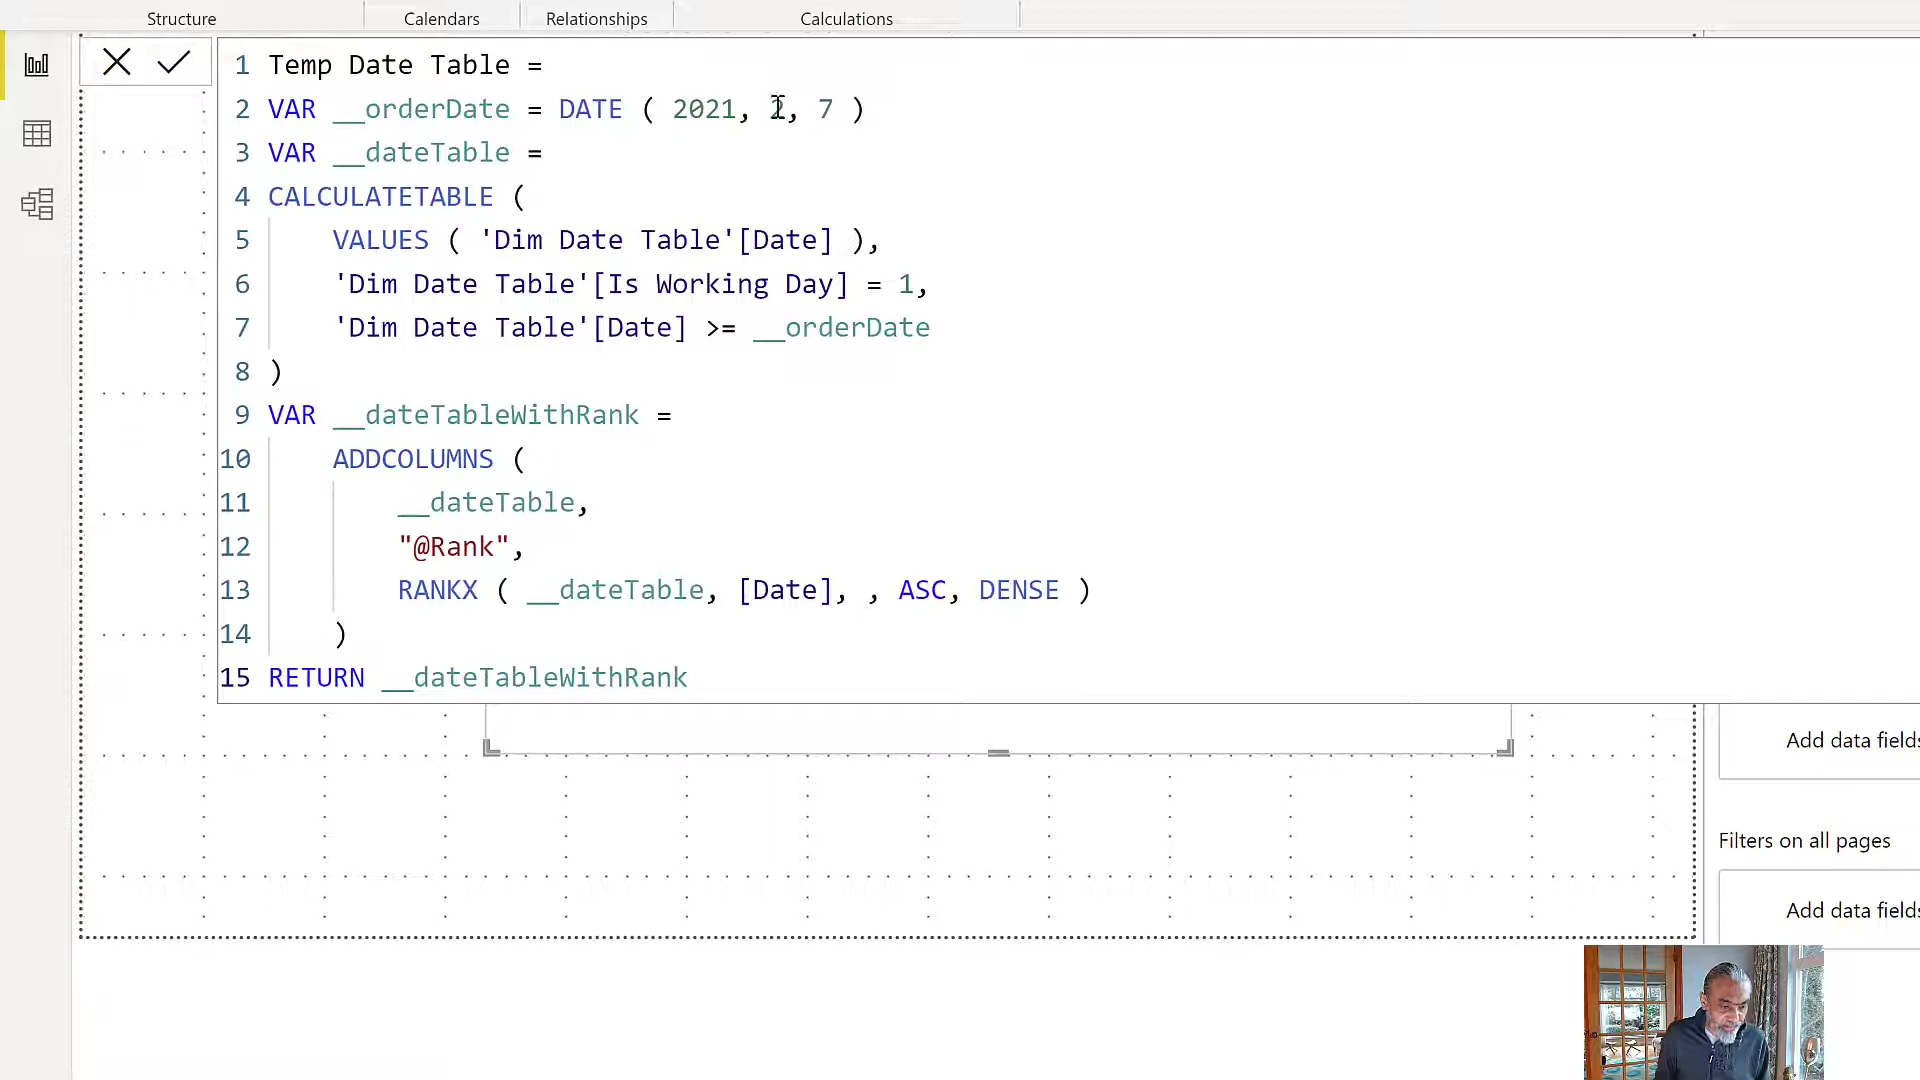 Structure
Calendars
Relationships
Calculations
1 Temp Date Table =
2 VAR __orderDate = DATE ( 2021, 2, 7 )
3 VAR __dateTable =
4 CALCULATETABLE (
5 VALUES ( 'Dim Date Table'[Date] ),
6 'Dim Date Table'[Is Working Day] = 1,
7 'Dim Date Table'[Date] >= __orderDate
8 )
9 VAR __dateTableWithRank =
10 ADDCOLUMNS (
11 __dateTable,
12 "@Rank",
13 RANKX ( __dateTable, [Date], , ASC, DENSE )
14 )
15 RETURN __dateTableWithRank
Add data fields
Filters on all pages
Add data fields